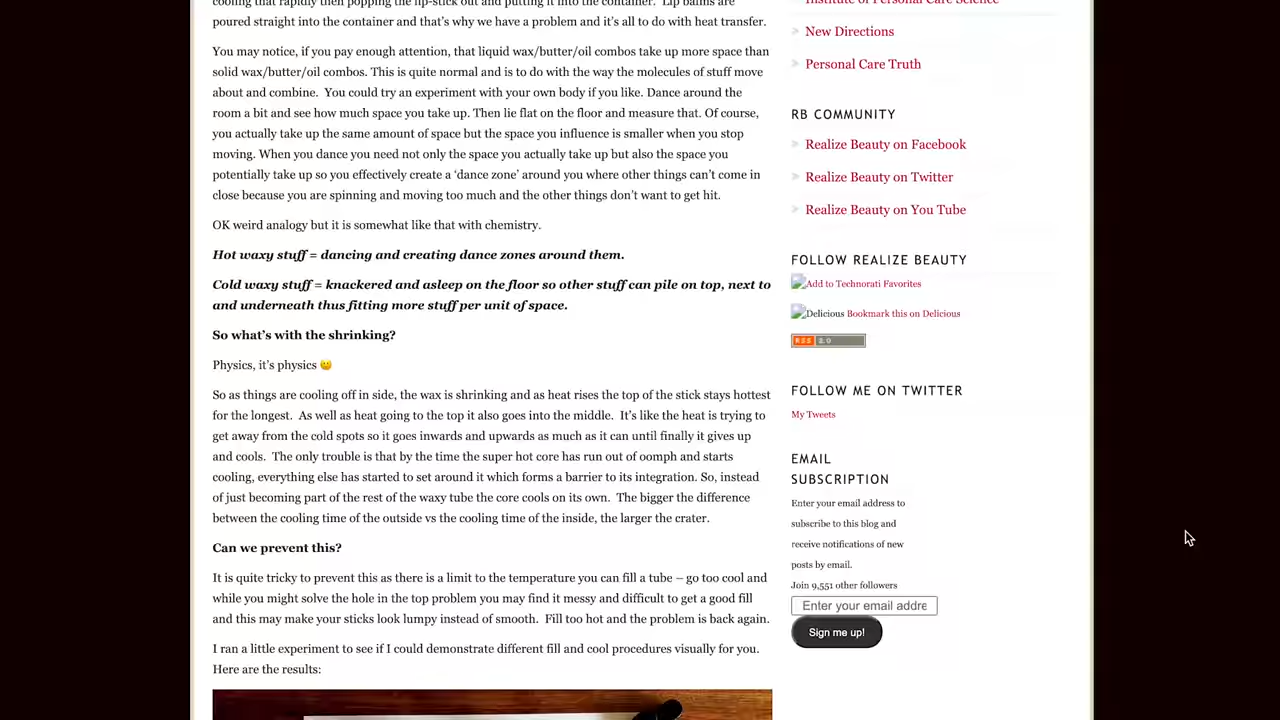 cooling that rapidly then popping the lip-stick out and putting it into the container.  Lip balms are
poured straight into the container and that's why we have a problem and it's all to do with heat transfer.
You may notice, if you pay enough attention, that liquid wax/butter/oil combos take up more space than
solid wax/butter/oil combos. This is quite normal and is to do with the way the molecules of stuff move
about and combine.  You could try an experiment with your own body if you like. Dance around the
room a bit and see how much space you take up. Then lie flat on the floor and measure that. Of course,
you actually take up the same amount of space but the space you influence is smaller when you stop
moving. When you dance you need not only the space you actually take up but also the space you
potentially take up so you effectively create a 'dance zone' around you where other things can't come in
close because you are spinning and moving too much and the other things don't want to get hit.
OK weird analogy but it is somewhat like that with chemistry.
Hot waxy stuff = dancing and creating dance zones around them.
Cold waxy stuff = knackered and asleep on the floor so other stuff can pile on top, next to
and underneath thus fitting more stuff per unit of space.
So what's with the shrinking?
Physics, it's physics
So as things are cooling off in side, the wax is shrinking and as heat rises the top of the stick stays hottest
for the longest.  As well as heat going to the top it also goes into the middle.  It's like the heat is trying to
get away from the cold spots so it goes inwards and upwards as much as it can until finally it gives up
and cools.  The only trouble is that by the time the super hot core has run out of oomph and starts
cooling, everything else has started to set around it which forms a barrier to its integration. So, instead
of just becoming part of the rest of the waxy tube the core cools on its own.  The bigger the difference
between the cooling time of the outside vs the cooling time of the inside, the larger the crater.
Can we prevent this?
It is quite tricky to prevent this as there is a limit to the temperature you can fill a tube – go too cool and
while you might solve the hole in the top problem you may find it messy and difficult to get a good fill
and this may make your sticks look lumpy instead of smooth.  Fill too hot and the problem is back again.
I ran a little experiment to see if I could demonstrate different fill and cool procedures visually for you.
Here are the results:
Institute of Personal Care Science
New Directions
Personal Care Truth
RB COMMUNITY
Realize Beauty on Facebook
Realize Beauty on Twitter
Realize Beauty on You Tube
FOLLOW REALIZE BEAUTY
Add to Technorati Favorites
Delicious Bookmark this on Delicious
RSS 2.0
FOLLOW ME ON TWITTER
My Tweets
EMAIL
SUBSCRIPTION
Enter your email address to
subscribe to this blog and
receive notifications of new
posts by email.
Join 9,551 other followers
Enter your email addre
Sign me up!